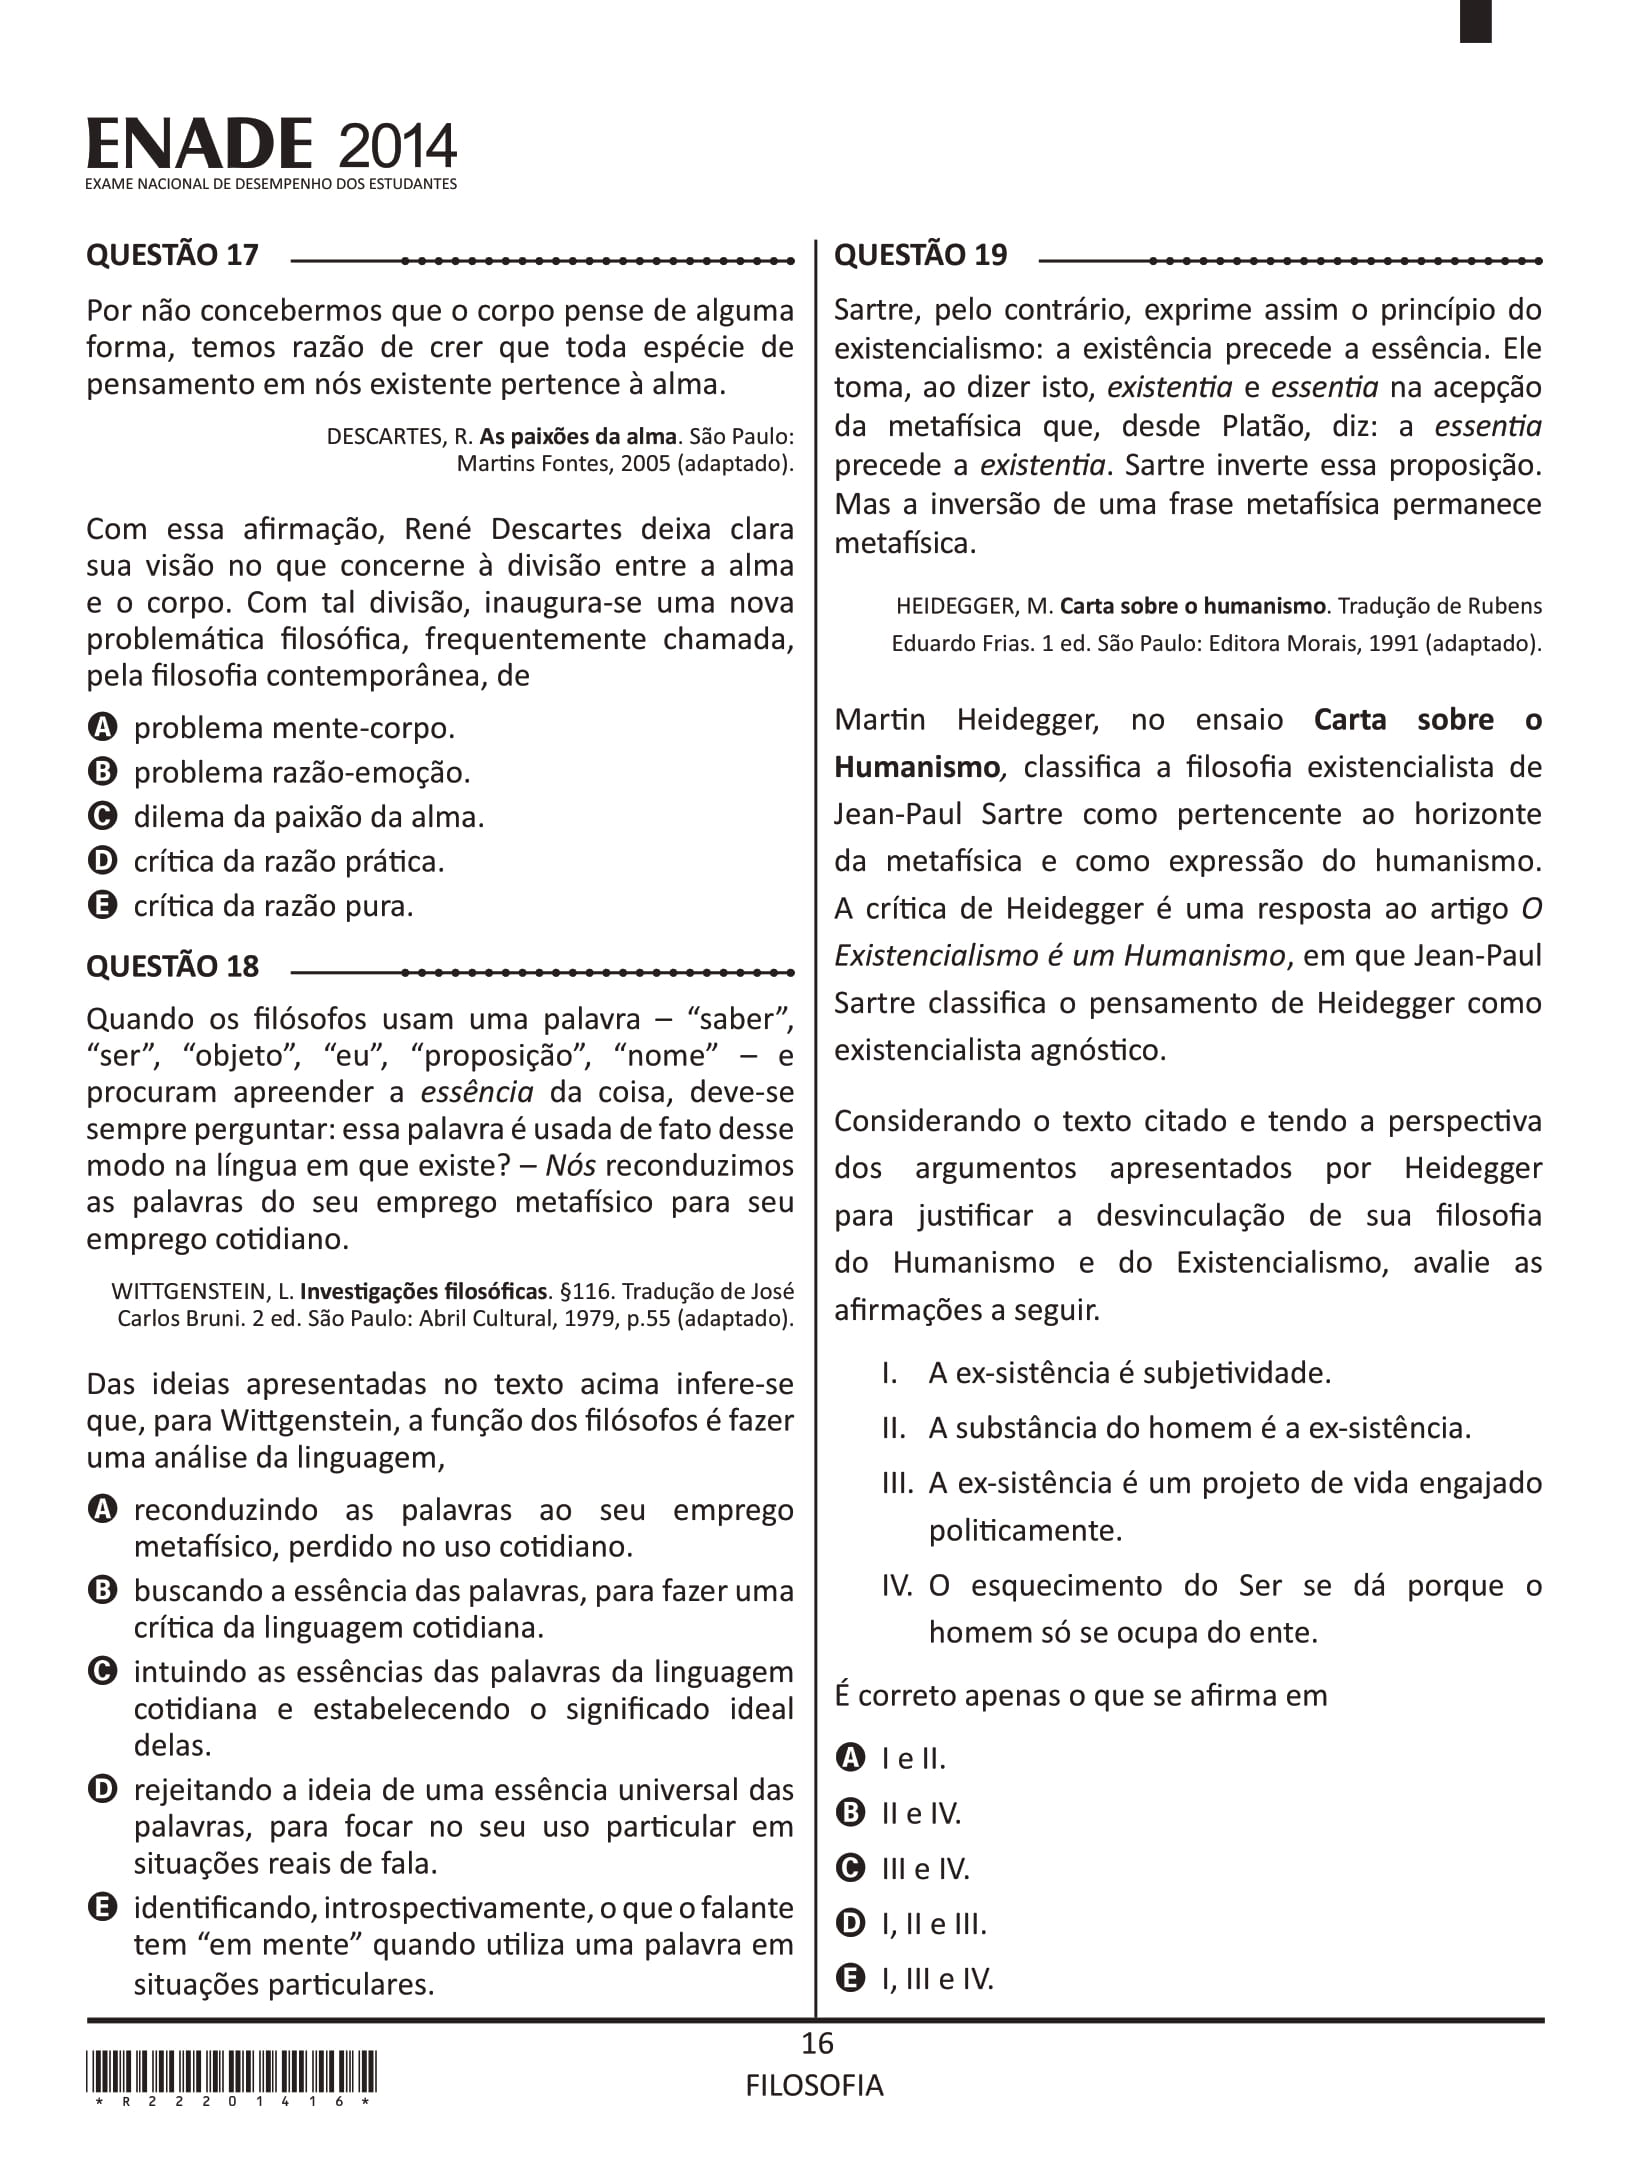 ENADE 2014
EXAME NACIONAL DE DESEMPENHO DOS ESTUDANTES
QUESTÃO 17
Por não concebermos que o corpo pense de alguma
forma, temos razão de crer que toda espécie de
pensamento em nós existente pertence à alma.
DESCARTES, R. As paixões da alma. São Paulo:
Martins Fontes, 2005 (adaptado).
Com essa afirmação, René Descartes deixa clara
sua visão no que concerne à divisão entre a alma
e o corpo. Com tal divisão, inaugura-se uma nova
problemática filosófica, frequentemente chamada,
pela filosofia contemporânea, de
A problema mente-corpo.
B problema razão-emoção.
C dilema da paixão da alma.
D crítica da razão prática.
E crítica da razão pura.
QUESTÃO 18
Quando os filósofos usam uma palavra – “saber”,
“ser”, “objeto”, “eu”, “proposição”, “nome” – e
procuram apreender a essência da coisa, deve-se
sempre perguntar: essa palavra é usada de fato desse
modo na língua em que existe? – Nós reconduzimos
as palavras do seu emprego metafísico para seu
emprego cotidiano.
WITTGENSTEIN, L. Investigações filosóficas. §116. Tradução de José
Carlos Bruni. 2 ed. São Paulo: Abril Cultural, 1979, p.55 (adaptado).
Das ideias apresentadas no texto acima infere-se
que, para Wittgenstein, a função dos filósofos é fazer
uma análise da linguagem,
A reconduzindo as palavras ao seu emprego
metafísico, perdido no uso cotidiano.
B buscando a essência das palavras, para fazer uma
crítica da linguagem cotidiana.
C intuindo as essências das palavras da linguagem
cotidiana e estabelecendo o significado ideal
delas.
D rejeitando a ideia de uma essência universal das
palavras, para focar no seu uso particular em
situações reais de fala.
E identificando, introspectivamente, o que o falante
tem “em mente” quando utiliza uma palavra em
situações particulares.
QUESTÃO 19
Sartre, pelo contrário, exprime assim o princípio do
existencialismo: a existência precede a essência. Ele
toma, ao dizer isto, existentia e essentia na acepção
da metafísica que, desde Platão, diz: a essentia
precede a existentia. Sartre inverte essa proposição.
Mas a inversão de uma frase metafísica permanece
metafísica.
HEIDEGGER, M. Carta sobre o humanismo. Tradução de Rubens
Eduardo Frias. 1 ed. São Paulo: Editora Morais, 1991 (adaptado).
Martin Heidegger, no ensaio Carta sobre o
Humanismo, classifica a filosofia existencialista de
Jean-Paul Sartre como pertencente ao horizonte
da metafísica e como expressão do humanismo.
A crítica de Heidegger é uma resposta ao artigo O
Existencialismo é um Humanismo, em que Jean-Paul
Sartre classifica o pensamento de Heidegger como
existencialista agnóstico.
Considerando o texto citado e tendo a perspectiva
dos argumentos apresentados por Heidegger
para justificar a desvinculação de sua filosofia
do Humanismo e do Existencialismo, avalie as
afirmações a seguir.
I. A ex-sistência é subjetividade.
II. A substância do homem é a ex-sistência.
III. A ex-sistência é um projeto de vida engajado
politicamente.
IV. O esquecimento do Ser se dá porque o
homem só se ocupa do ente.
É correto apenas o que se afirma em
A I e II.
B II e IV.
C III e IV.
D I, II e III.
E I, III e IV.
16
FILOSOFIA
* R 2 2 2 0 1 4 1 6 *